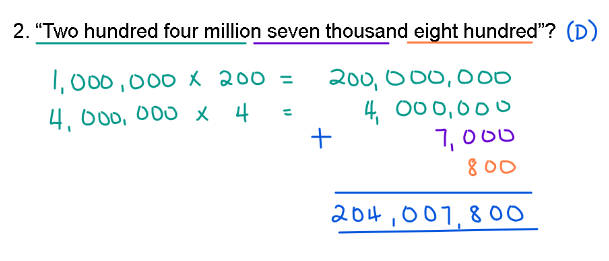 2. “Two hundred four million seven thousand eight hundred”? (D)
1,000,000 x 200 = 200,000,000
4,000,000 x 4 = 4,000,000
+ 7,000
800
204,007,800